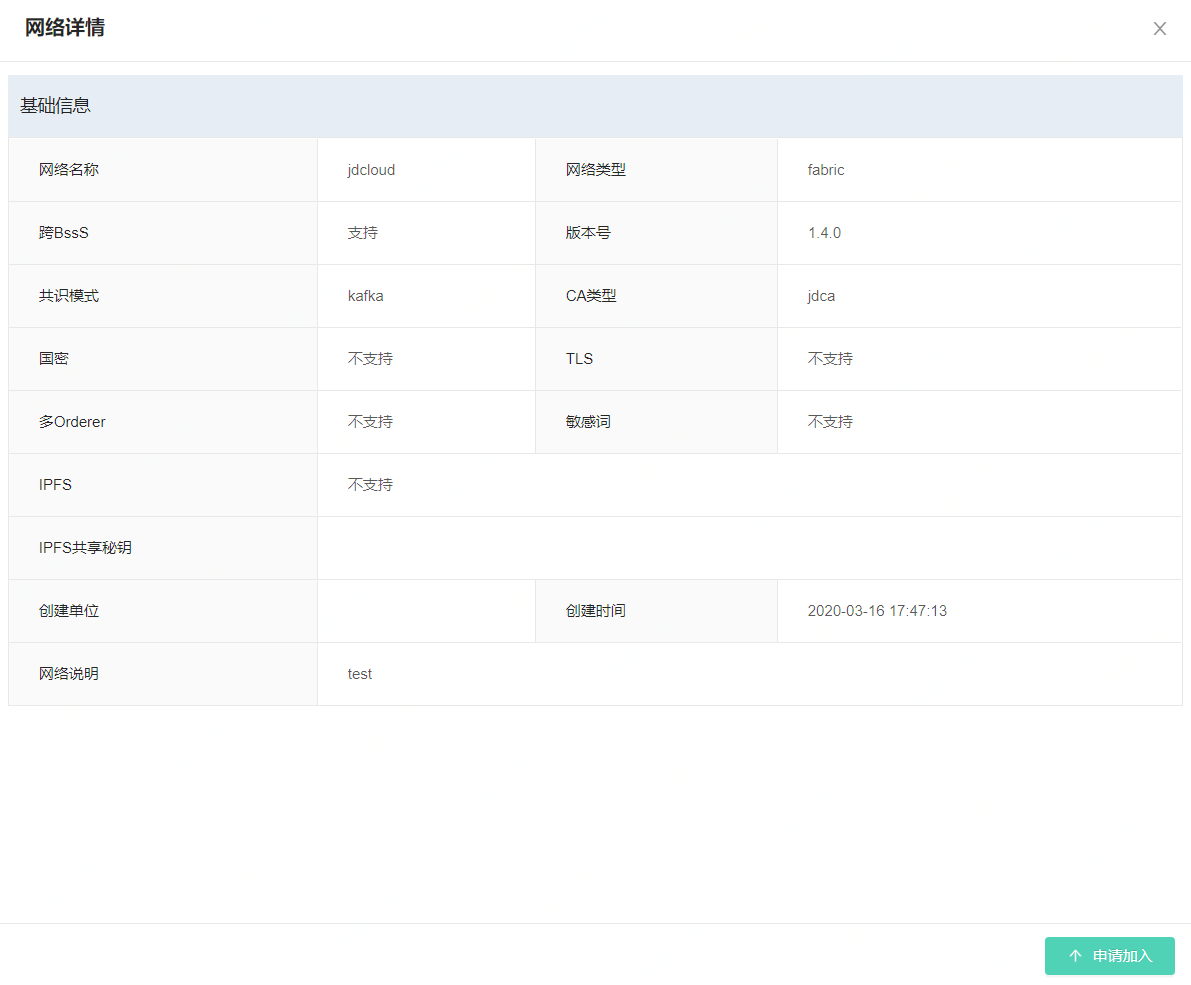 网络详情
基础信息
网络名称 jdcloud 网络类型 fabric
跨BssS 支持 版本号 1.4.0
共识模式 kafka CA类型 jdca
国密 不支持 TLS 不支持
多Orderer 不支持 敏感词 不支持
IPFS 不支持
IPFS共享秘钥
创建单位 创建时间 2020-03-16 17:47:13
网络说明 test
申请加入